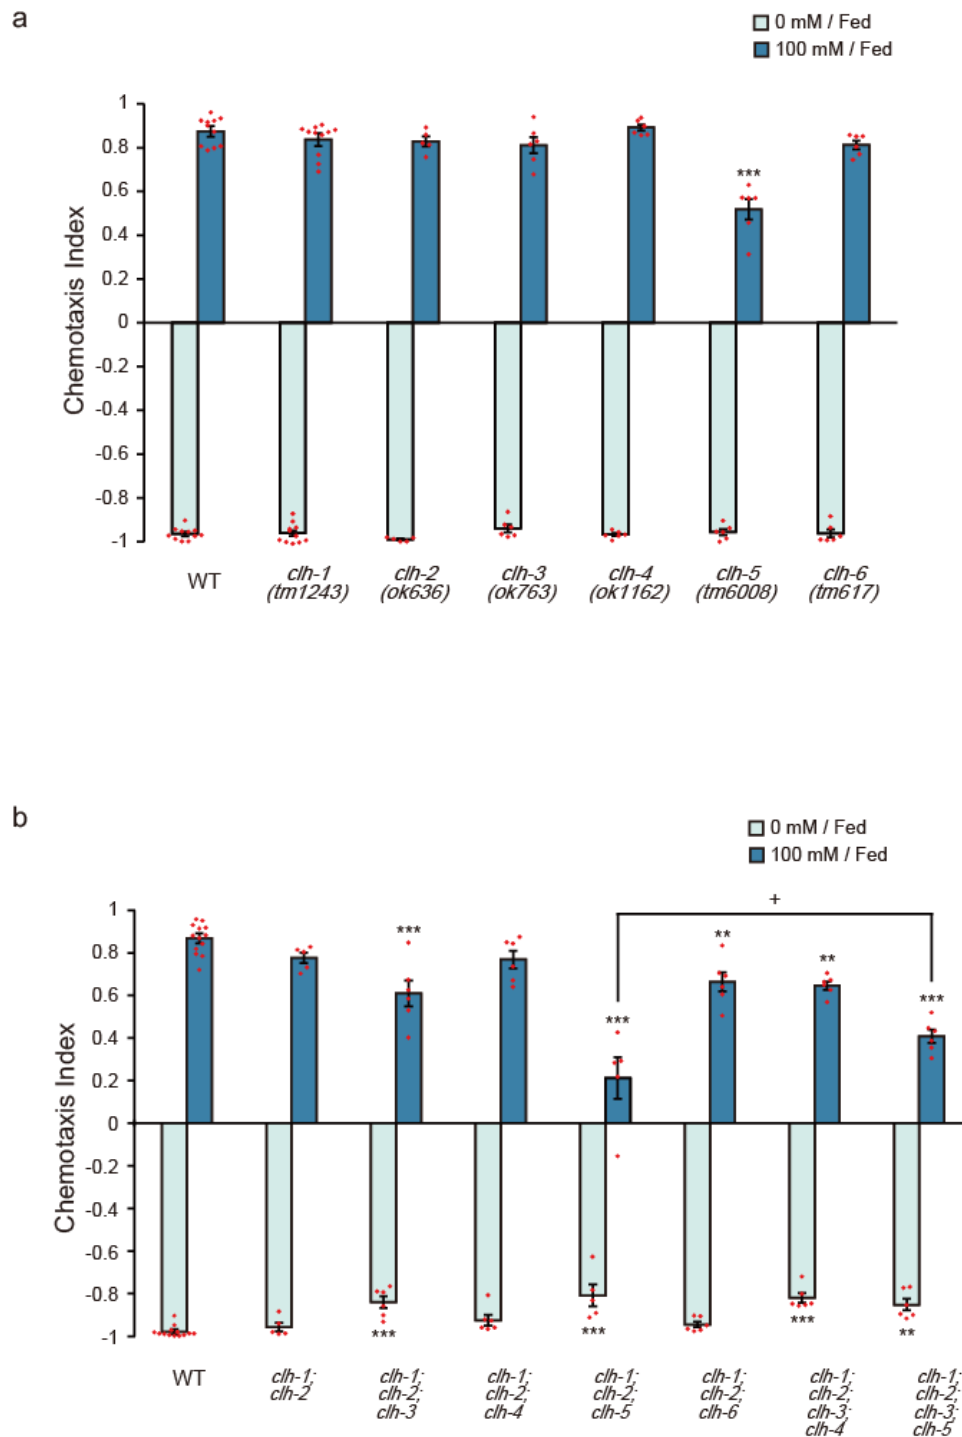 a
0 mM / Fed
100 mM / Fed
1
0.8
0.6
0.4
0.2
0
-0.2
-0.4
-0.6
-0.8
-1
Chemotaxis Index
***
WT
clh-1
(tm1243)
clh-2
(ok636)
clh-3
(ok763)
clh-4
(ok1162)
clh-5
(tm6008)
clh-6
(tm617)
b
0 mM / Fed
100 mM / Fed
1
0.8
0.6
0.4
0.2
0
-0.2
-0.4
-0.6
-0.8
-1
Chemotaxis Index
+
***
***
**
**
***
***
***
***
**
WT
clh-1;
clh-2
clh-1;
clh-2;
clh-3
clh-1;
clh-2;
clh-4
clh-1;
clh-2;
clh-5
clh-1;
clh-2;
clh-6
clh-1;
clh-2;
clh-3;
clh-4
clh-1;
clh-2;
clh-3;
clh-5